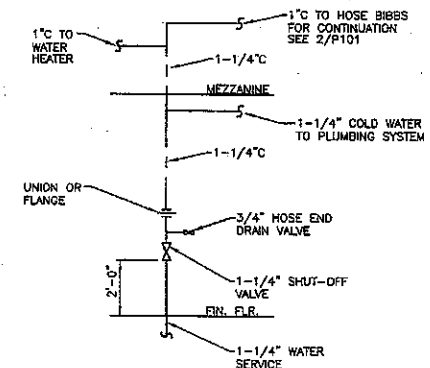 1"C TO HOSE BIBBS
FOR CONTINUATION
SEE 2/P101
1"C TO
WATER
HEATER
1-1/4"C
MEZZANINE
1-1/4" COLD WATER
TO PLUMBING SYSTEM
1-1/4"C
UNION OR
FLANGE
3/4" HOSE END
DRAIN VALVE
2'-0"
1-1/4" SHUT-OFF
VALVE
FIN. FLR.
1-1/4" WATER
SERVICE